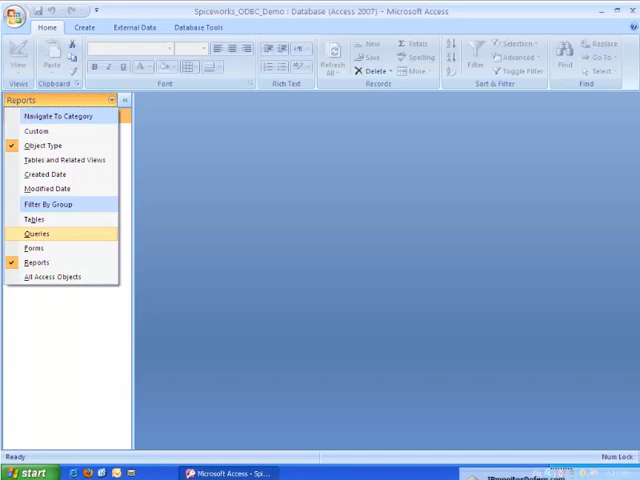 Spiceworks_ODBC_Demo : Database (Access 2007) - Microsoft Access
Home Create External Data Database Tools
View
Views
Paste
Clipboard
B I U A
Font
Rich Text
Refresh All
New
Save
Delete
Totals
Spelling
More
Records
Filter
Selection
Advanced
Toggle Filter
Sort & Filter
Find
Replace
Go To
Select
Find
Reports
Navigate To Category
Custom
Object Type
Tables and Related Views
Created Date
Modified Date
Filter By Group
Tables
Queries
Forms
Reports
All Access Objects
Ready
Num Lock
start
Microsoft Access - Spi...